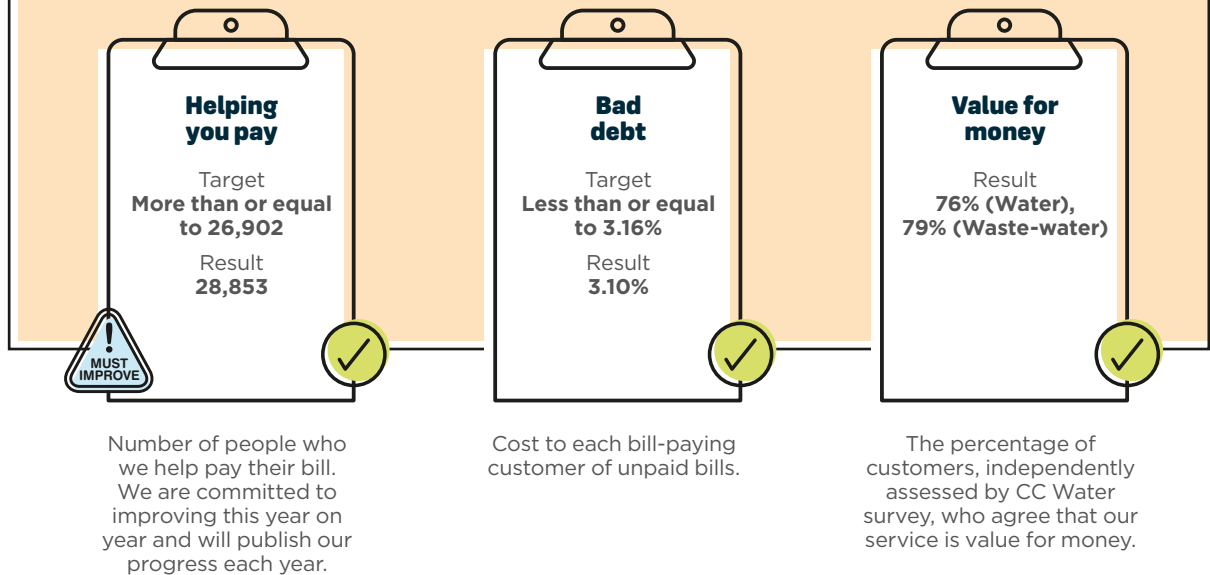 Helping
you pay
Target
More than or equal
to 26,902
Result
28,853
!
MUST
IMPROVE
Number of people who
we help pay their bill.
We are committed to
improving this year on
year and will publish our
progress each year.
Bad
debt
Target
Less than or equal
to 3.16%
Result
3.10%
Cost to each bill-paying
customer of unpaid bills.
Value for
money
Result
76% (Water),
79% (Waste-water)
The percentage of
customers, independently
assessed by CC Water
survey, who agree that our
service is value for money.